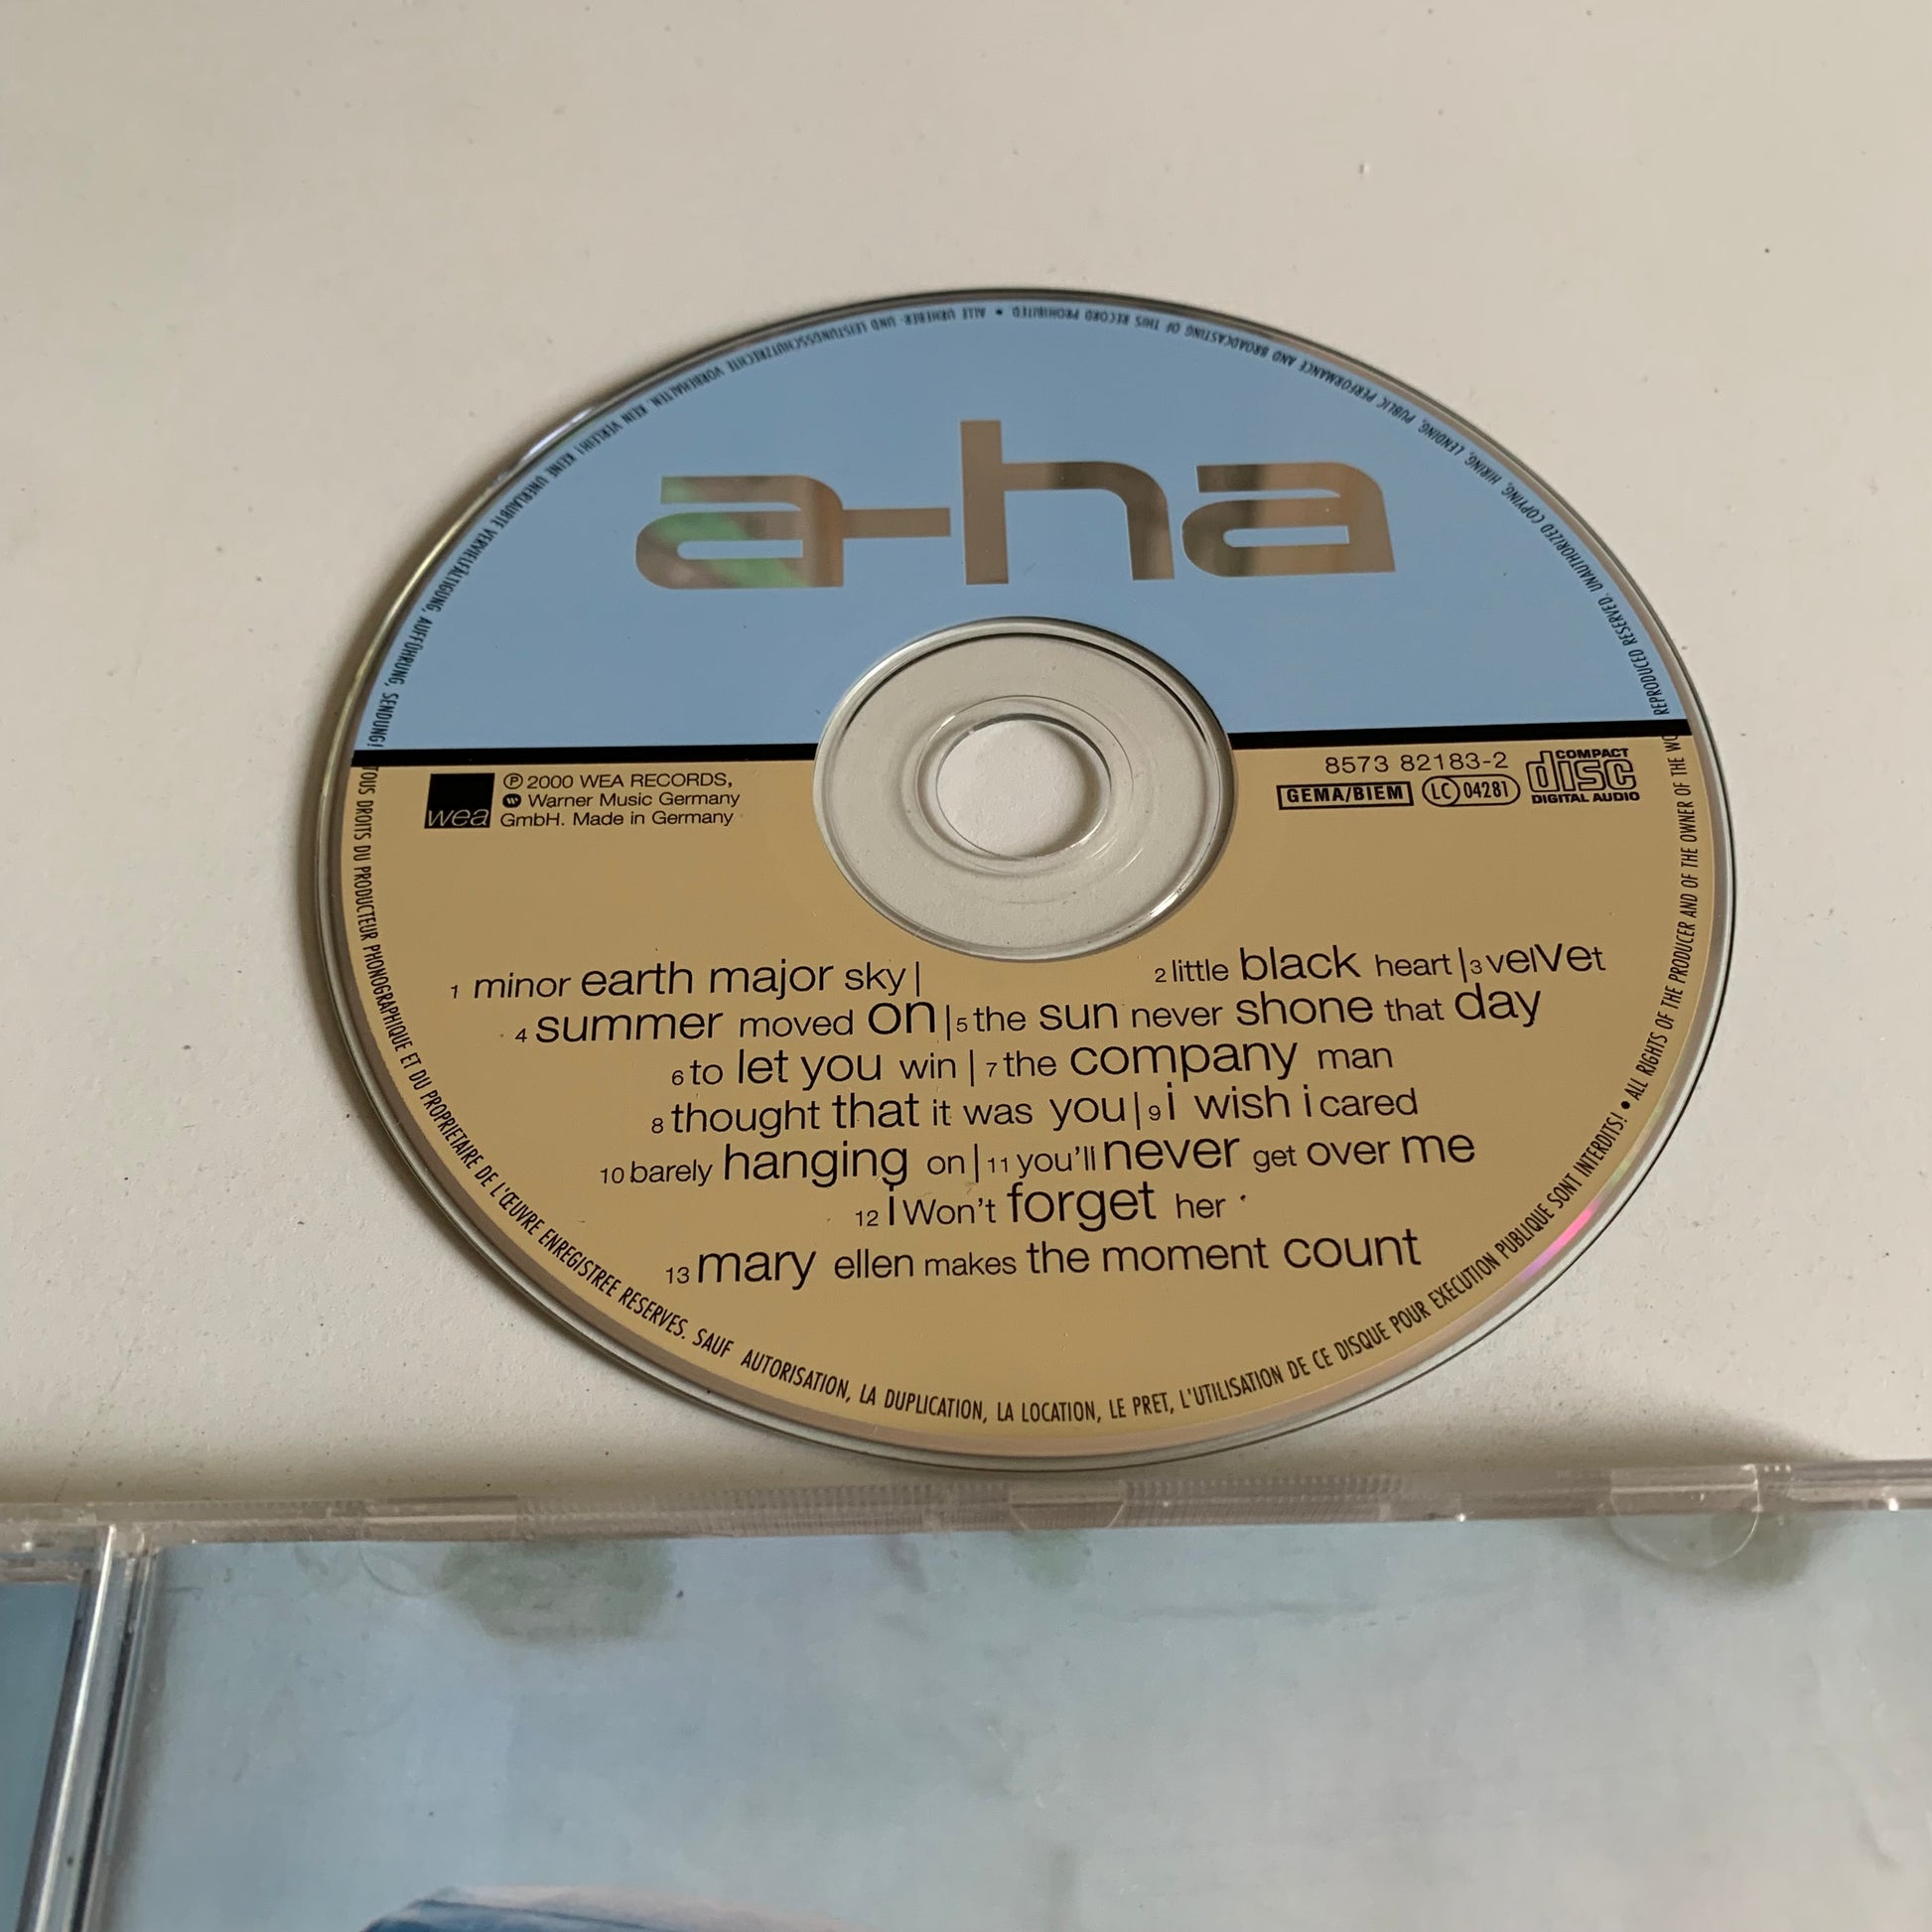 a-ha
wea
℗ 2000 WEA RECORDS,
Warner Music Germany
GmbH. Made in Germany
8573 82183-2
GEMA/BIEM LC 04281
COMPACT
disc
DIGITAL AUDIO
1 minor earth major sky | 2 little black heart | 3 velVet
4 summer moved on | 5 the sun never shone that day
6 to let you win | 7 the company man
8 thought that it was you | 9 i wish i cared
10 barely hanging on | 11 you'll never get over me
12 i Won't forget her
13 mary ellen makes the moment count
• ALL RIGHTS OF THE PRODUCER AND OF THE OWNER OF THE WO REPRODUCED RESERVED. UNAUTHORIZED COPYING, HIRING, LENDING, PUBLIC PERFORMANCE AND BROADCASTING OF THIS RECORD PROHIBITED • ALLE URHEBER- UND LEISTUNGSSCHUTZRECHTE VORBEHALTEN. KEIN VERLEIH! KEINE UNERLAUBTE VERVIELFÄLTIGUNG, AUFFÜHRUNG, SENDUNG!
TOUS DROITS DU PRODUCTEUR PHONOGRAPHIQUE ET DU PROPRIETAIRE DE L'ŒUVRE ENREGISTREE RESERVES. SAUF AUTORISATION, LA DUPLICATION, LA LOCATION, LE PRET, L'UTILISATION DE CE DISQUE POUR EXECUTION PUBLIQUE SONT INTERDITS!